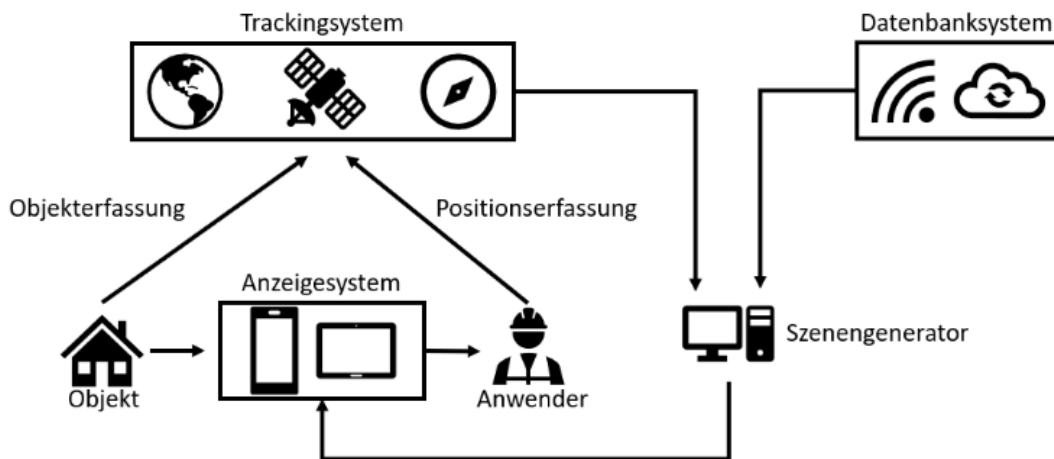 Trackingsystem
Datenbanksystem
Objekterfassung
Positionserfassung
Anzeigesystem
Szenengenerator
Objekt
Anwender